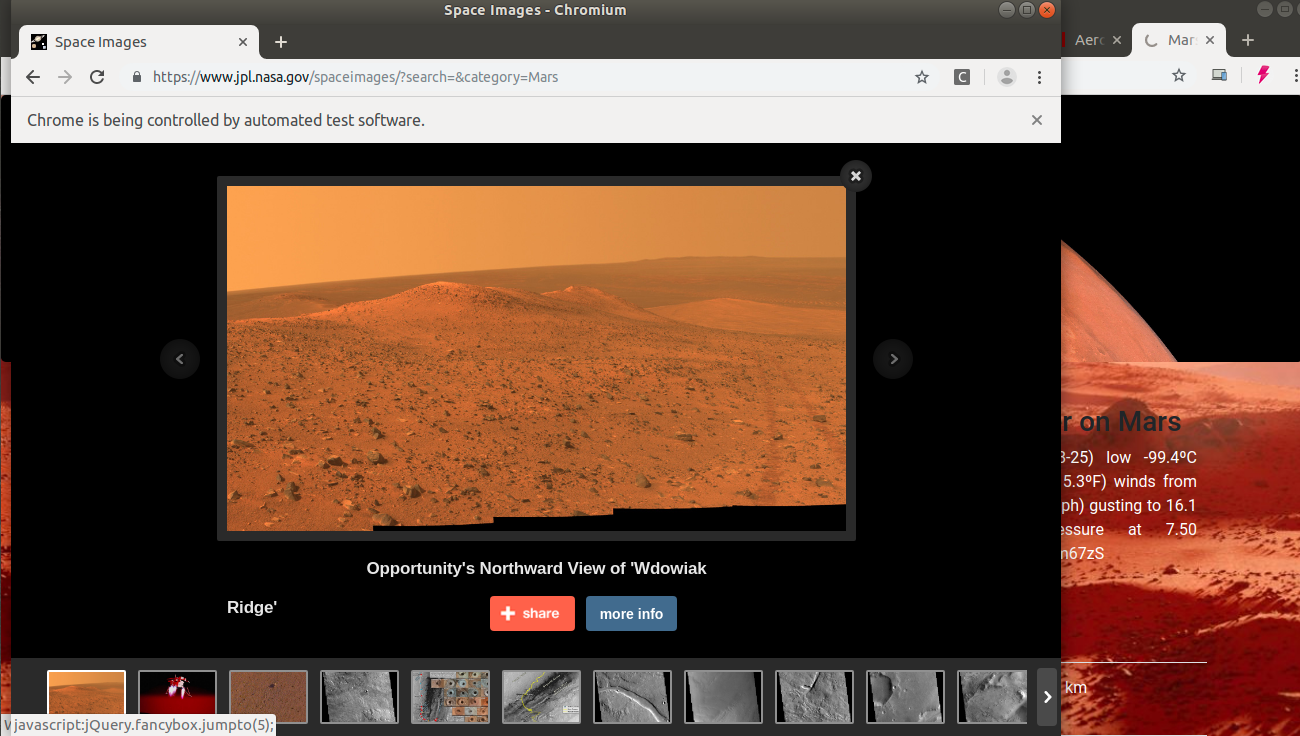 Space Images - Chromium
Space Images
Mar
https://www.jpl.nasa.gov/spaceimages/?search=&category=Mars
C
Chrome is being controlled by automated test software.
r on Mars
3-25) low -99.4ºC
5.3ºF) winds from
ph) gusting to 16.1
essure at 7.50
m67zS
km
Opportunity's Northward View of 'Wdowiak
Ridge'
share
more info
javascript:jQuery.fancybox.jumpto(5);